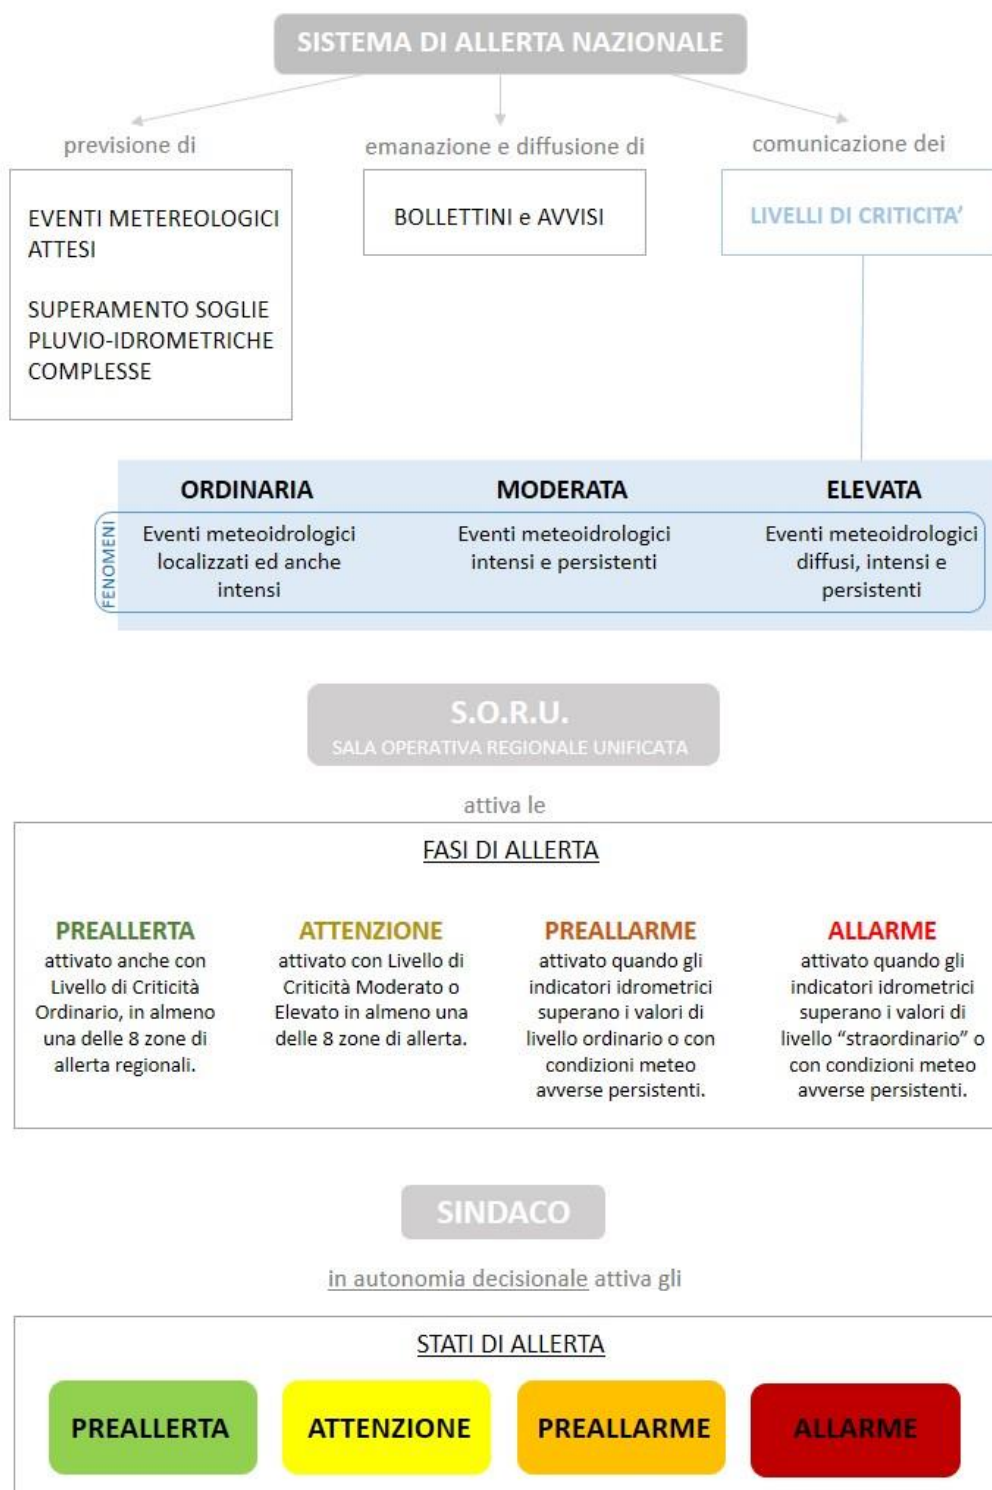 SISTEMA DI ALLERTA NAZIONALE
previsione di
EVENTI METEREOLOGICI
ATTESI
SUPERAMENTO SOGLIE
PLUVIO-IDROMETRICHE
COMPLESSE
emanazione e diffusione di
BOLLETTINI e AVVISI
comunicazione dei
LIVELLI DI CRITICITA'
FENOMENI
ORDINARIA
Eventi meteoidrologici
localizzati ed anche
intensi
MODERATA
Eventi meteoidrologici
intensi e persistenti
ELEVATA
Eventi meteoidrologici
diffusi, intensi e
persistenti
S.O.R.U.
SALA OPERATIVA REGIONALE UNIFICATA
attiva le
FASI DI ALLERTA
PREALLERTA
attivato anche con
Livello di Criticità
Ordinario, in almeno
una delle 8 zone di
allerta regionali.
ATTENZIONE
attivato con Livello di
Criticità Moderato o
Elevato in almeno una
delle 8 zone di allerta.
PREALLARME
attivato quando gli
indicatori idrometrici
superano i valori di
livello ordinario o con
condizioni meteo
avverse persistenti.
ALLARME
attivato quando gli
indicatori idrometrici
superano i valori di
livello "straordinario" o
con condizioni meteo
avverse persistenti.
SINDACO
in autonomia decisionale attiva gli
STATI DI ALLERTA
PREALLERTA
ATTENZIONE
PREALLARME
ALLARME